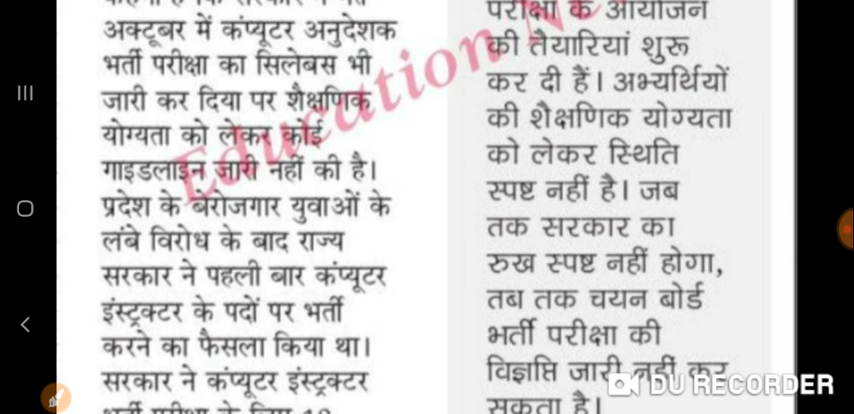 अक्टूबर में कंप्यूटर अनुदेशक
भर्ती परीक्षा का सिलेबस भी
जारी कर दिया पर शैक्षणिक
योग्यता को लेकर कोई
गाइडलाइन जारी नहीं की है।
प्रदेश के बेरोजगार युवाओं के
लंबे विरोध के बाद राज्य
सरकार ने पहली बार कंप्यूटर
इंस्ट्रक्टर के पदों पर भर्ती
करने का फैसला किया था।
सरकार ने कंप्यूटर इंस्ट्रक्टर
परीक्षा के आयोजन
की तैयारियां शुरू
कर दी हैं। अभ्यर्थियों
की शैक्षणिक योग्यता
को लेकर स्थिति
स्पष्ट नहीं है। जब
तक सरकार का
रुख स्पष्ट नहीं होगा,
तब तक चयन बोर्ड
भर्ती परीक्षा की
विज्ञप्ति जारी नहीं कर
सकता है।
Education
DU RECORDER